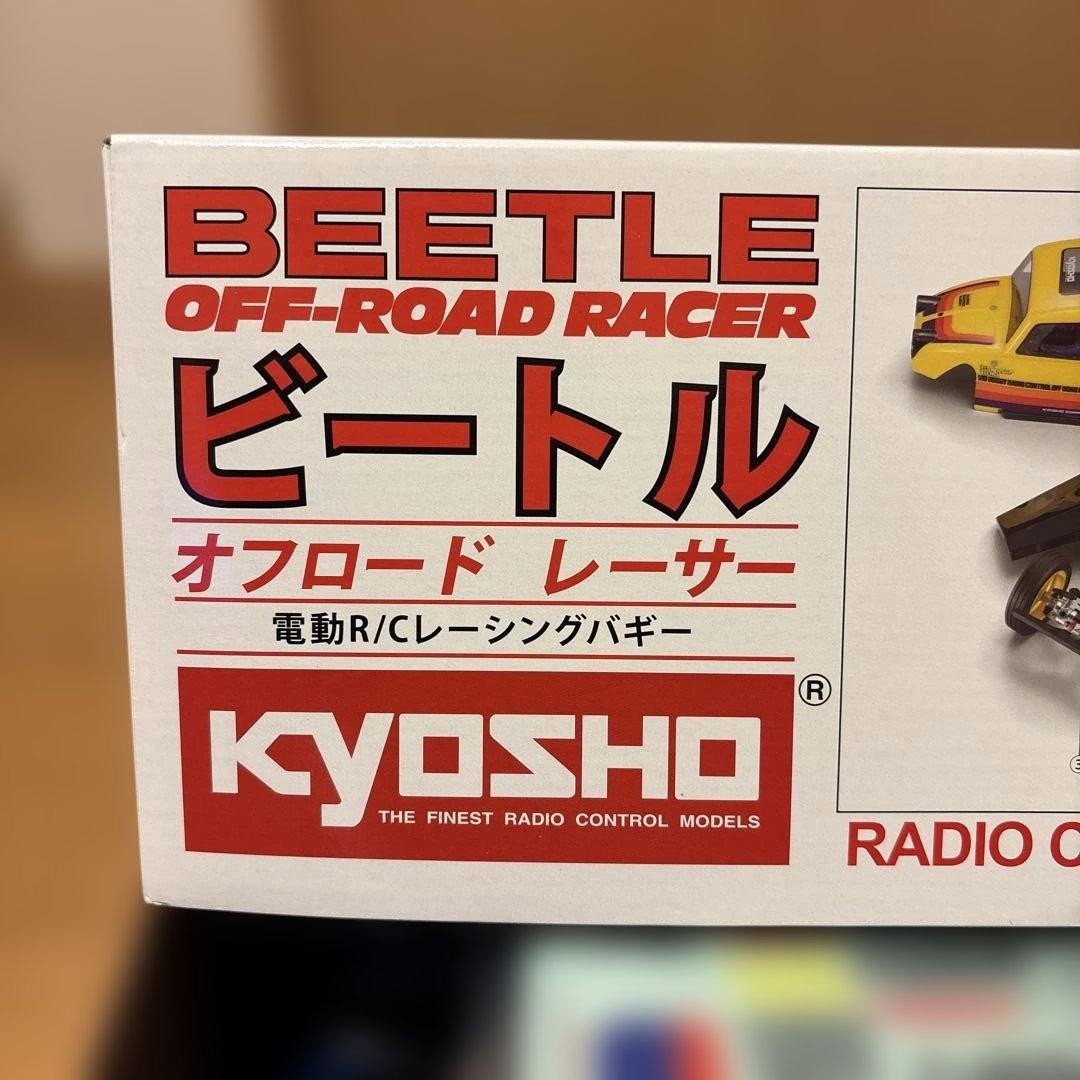 BEETLE
OFF-ROAD RACER
ビートル
オフロード レーサー
電動R/Cレーシングバギー
KYOSHO®
THE FINEST RADIO CONTROL MODELS
RADIO